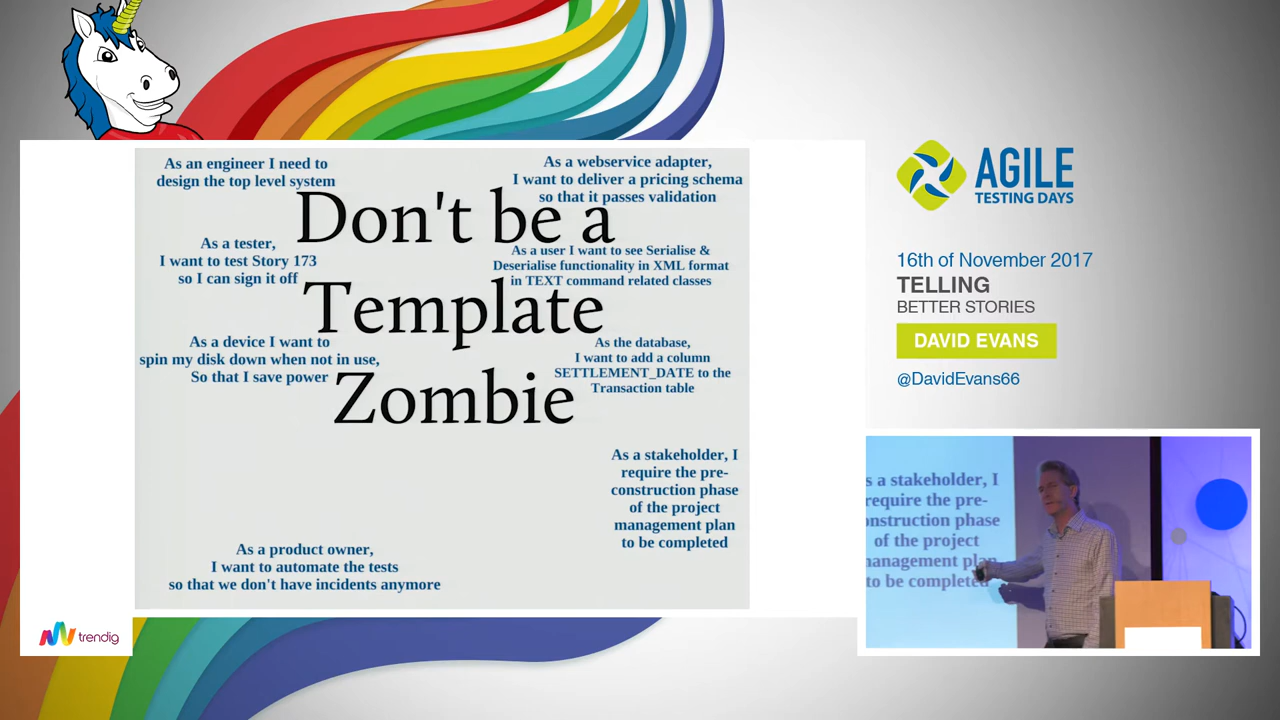 As an engineer I need to
design the top level system
As a webservice adapter,
I want to deliver a pricing schema
so that it passes validation
Don't be a
As a tester,
I want to test Story 173
so I can sign it off
As a user I want to see Serialise &
Deserialise functionality in XML format
in TEXT command related classes
Template
As a device I want to
spin my disk down when not in use,
So that I save power
As the database,
I want to add a column
SETTLEMENT_DATE to the
Transaction table
Zombie
As a stakeholder, I
require the pre-
construction phase
of the project
management plan
to be completed
As a product owner,
I want to automate the tests
so that we don't have incidents anymore
trendig
AGILE
TESTING DAYS
16th of November 2017
TELLING
BETTER STORIES
DAVID EVANS
@DavidEvans66
s a stakeholder, I
require the pre-
onstruction phase
of the project
management plan
to be completed